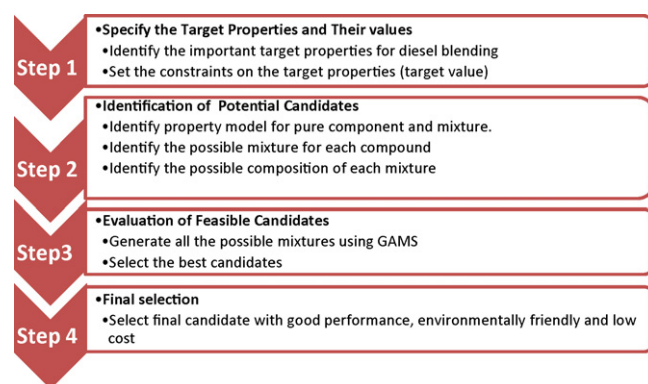 Step 1
•Specify the Target Properties and Their values
•Identify the important target properties for diesel blending
•Set the constraints on the target properties (target value)
Step 2
•Identification of Potential Candidates
•Identify property model for pure component and mixture.
•Identify the possible mixture for each compound
•Identify the possible composition of each mixture
Step3
•Evaluation of Feasible Candidates
•Generate all the possible mixtures using GAMS
•Select the best candidates
Step 4
•Final selection
•Select final candidate with good performance, environmentally friendly and low
cost